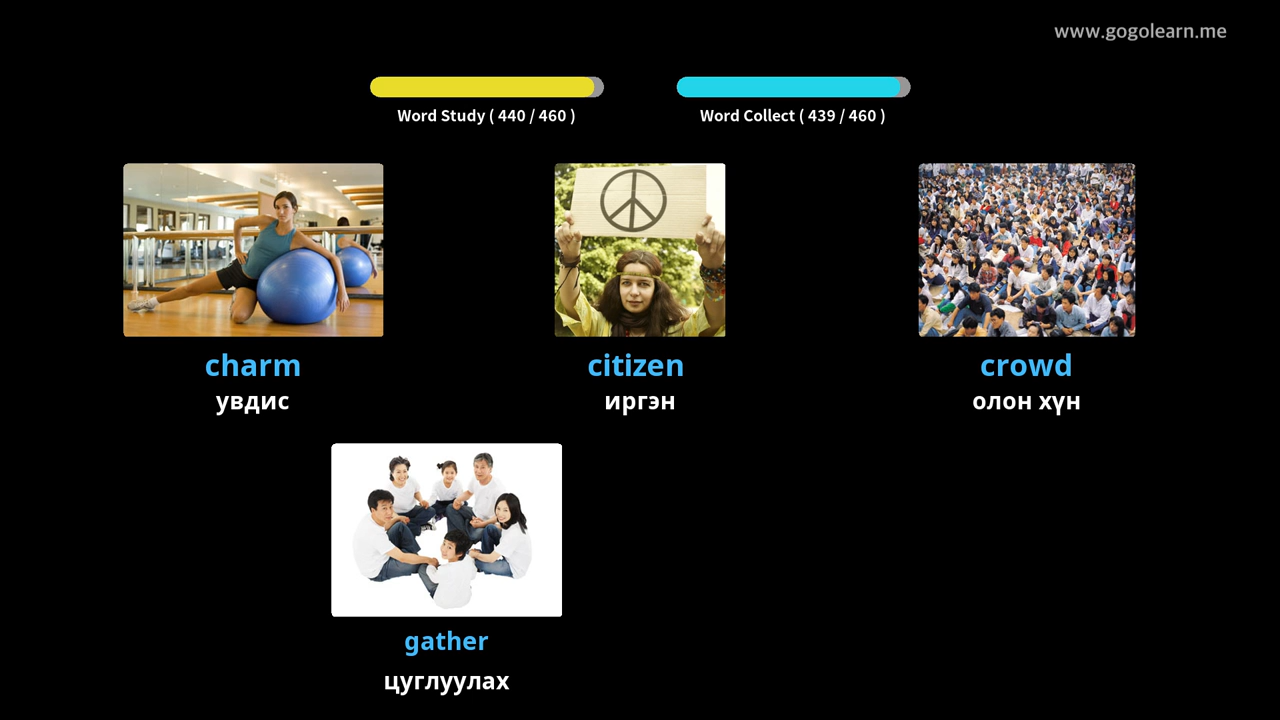 www.gogolearn.me
Word Study ( 440 / 460 )
Word Collect ( 439 / 460 )
charm
citizen
crowd
увдис
иргэн
олон хүн
gather
цуглуулах